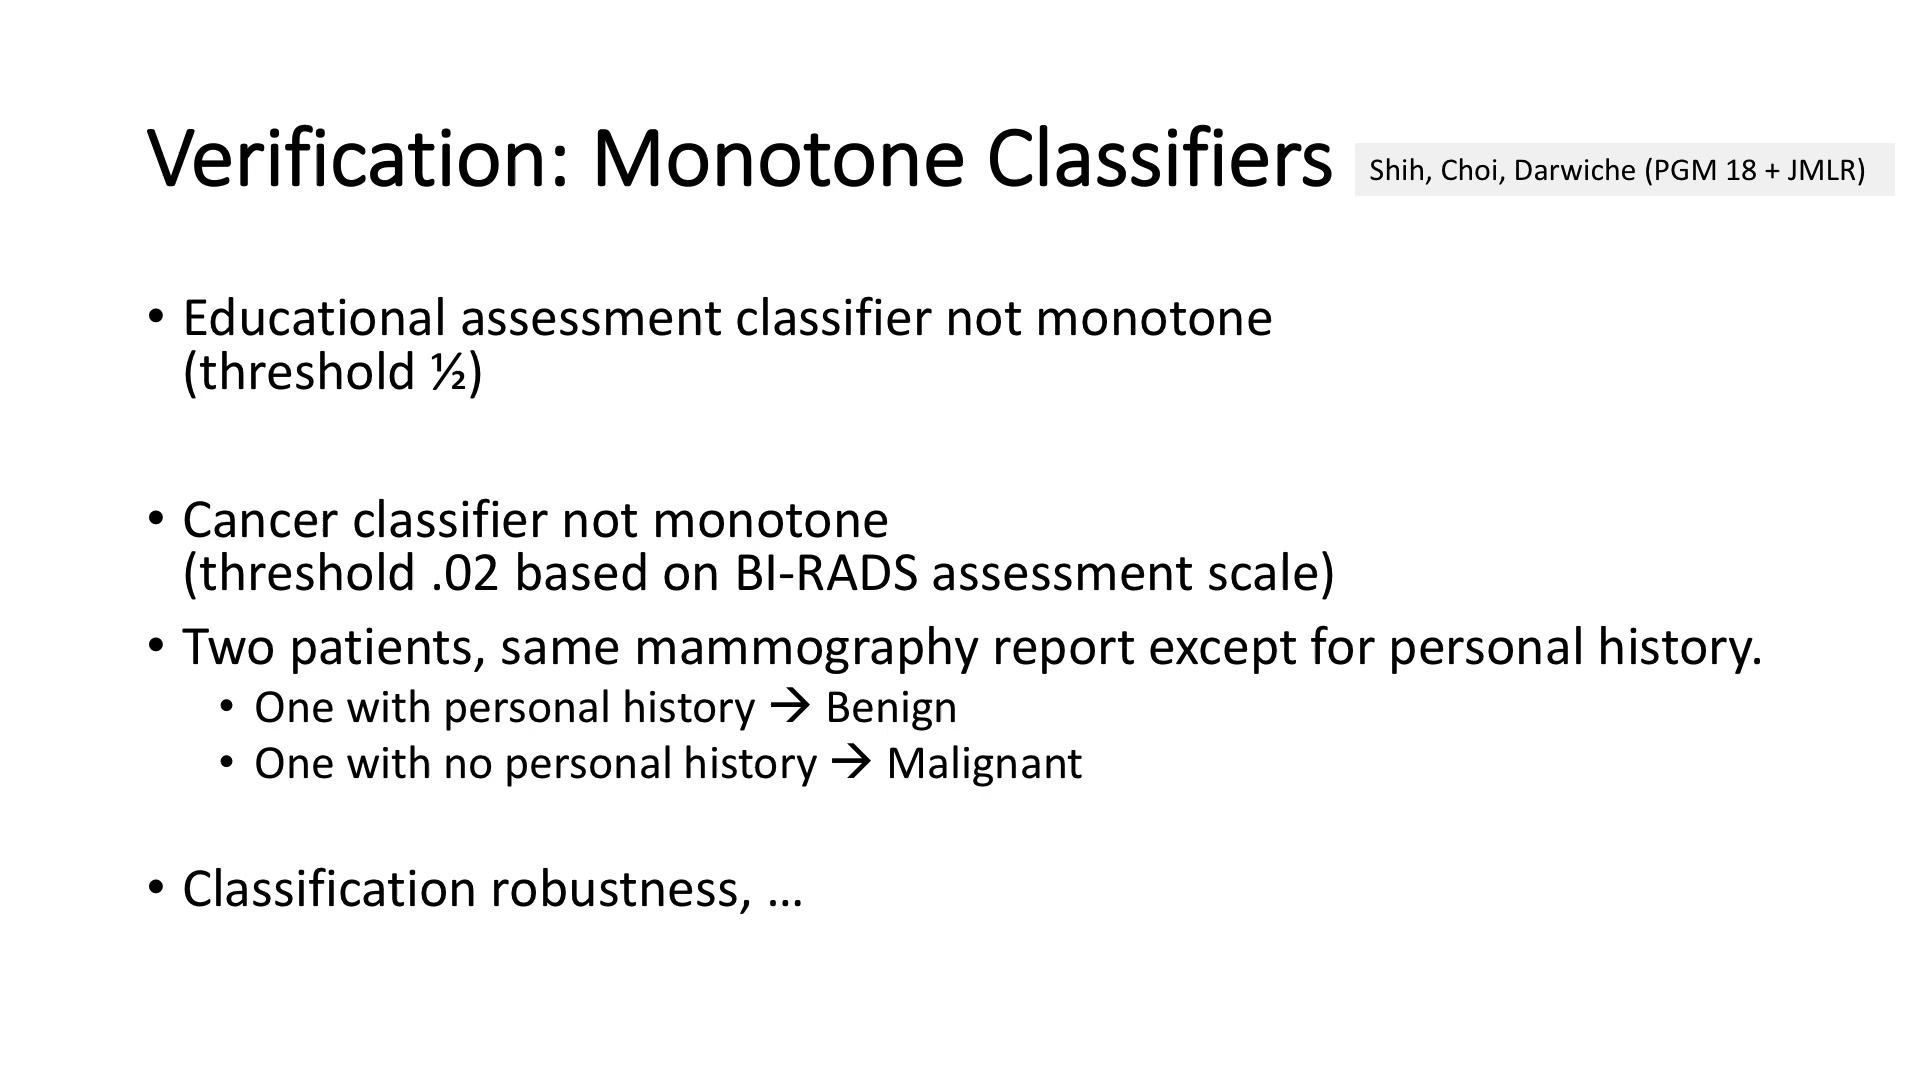 Verification: Monotone Classifiers
Shih, Choi, Darwiche (PGM 18 + JMLR)
• Educational assessment classifier not monotone
(threshold ½)
• Cancer classifier not monotone
(threshold .02 based on BI-RADS assessment scale)
• Two patients, same mammography report except for personal history.
• One with personal history → Benign
• One with no personal history → Malignant
• Classification robustness, …